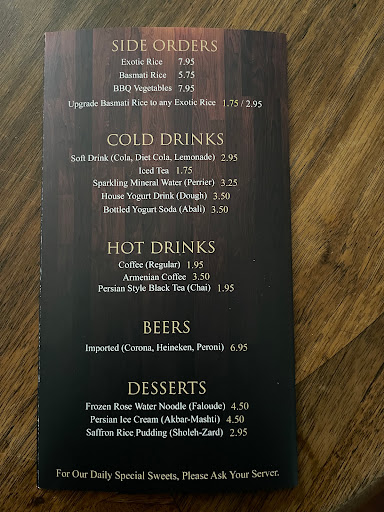 SIDE ORDERS
Exotic Rice 7.95
Basmati Rice 5.75
BBQ Vegetables 7.95
Upgrade Basmati Rice to any Exotic Rice 1.75 / 2.95
COLD DRINKS
Soft Drink (Cola, Diet Cola, Lemonade) 2.95
Iced Tea 1.75
Sparkling Mineral Water (Perrier) 3.25
House Yogurt Drink (Dough) 3.50
Bottled Yogurt Soda (Abali) 3.50
HOT DRINKS
Coffee (Regular) 1.95
Armenian Coffee 3.50
Persian Style Black Tea (Chai) 1.95
BEERS
Imported (Corona, Heineken, Peroni) 6.95
DESSERTS
Frozen Rose Water Noodle (Faloude) 4.50
Persian Ice Cream (Akbar-Mashti) 4.50
Saffron Rice Pudding (Sholeh-Zard) 2.95
For Our Daily Special Sweets, Please Ask Your Server.